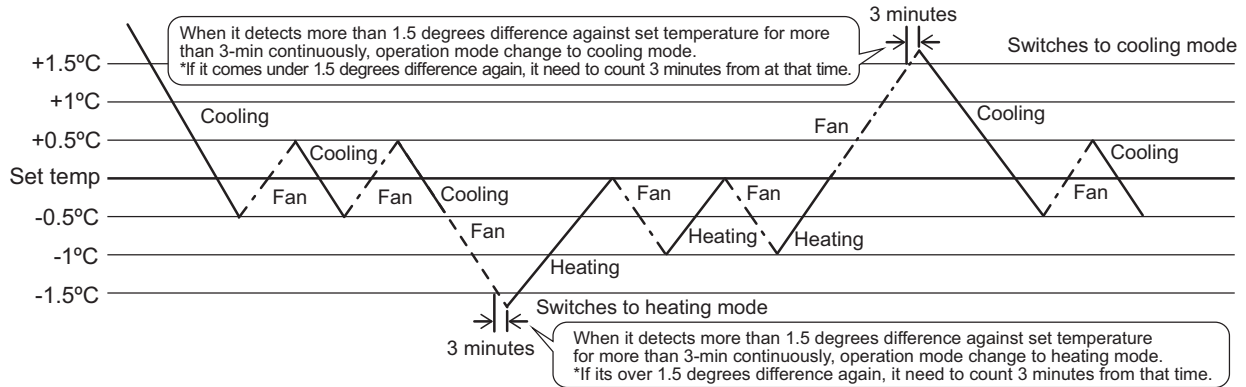 3 minutes
When it detects more than 1.5 degrees difference against set temperature for more
than 3-min continuously, operation mode change to cooling mode.
*If it comes under 1.5 degrees difference again, it need to count 3 minutes from at that time.
Switches to cooling mode
+1.5ºC
+1ºC
Cooling
Fan
Cooling
+0.5ºC
Cooling
Cooling
Set temp
Fan
Fan
Cooling
Fan
Fan
Fan
-0.5ºC
Fan
Heating
Heating
-1ºC
Heating
-1.5ºC
Switches to heating mode
3 minutes
When it detects more than 1.5 degrees difference against set temperature
for more than 3-min continuously, operation mode change to heating mode.
*If its over 1.5 degrees difference again, it need to count 3 minutes from that time.